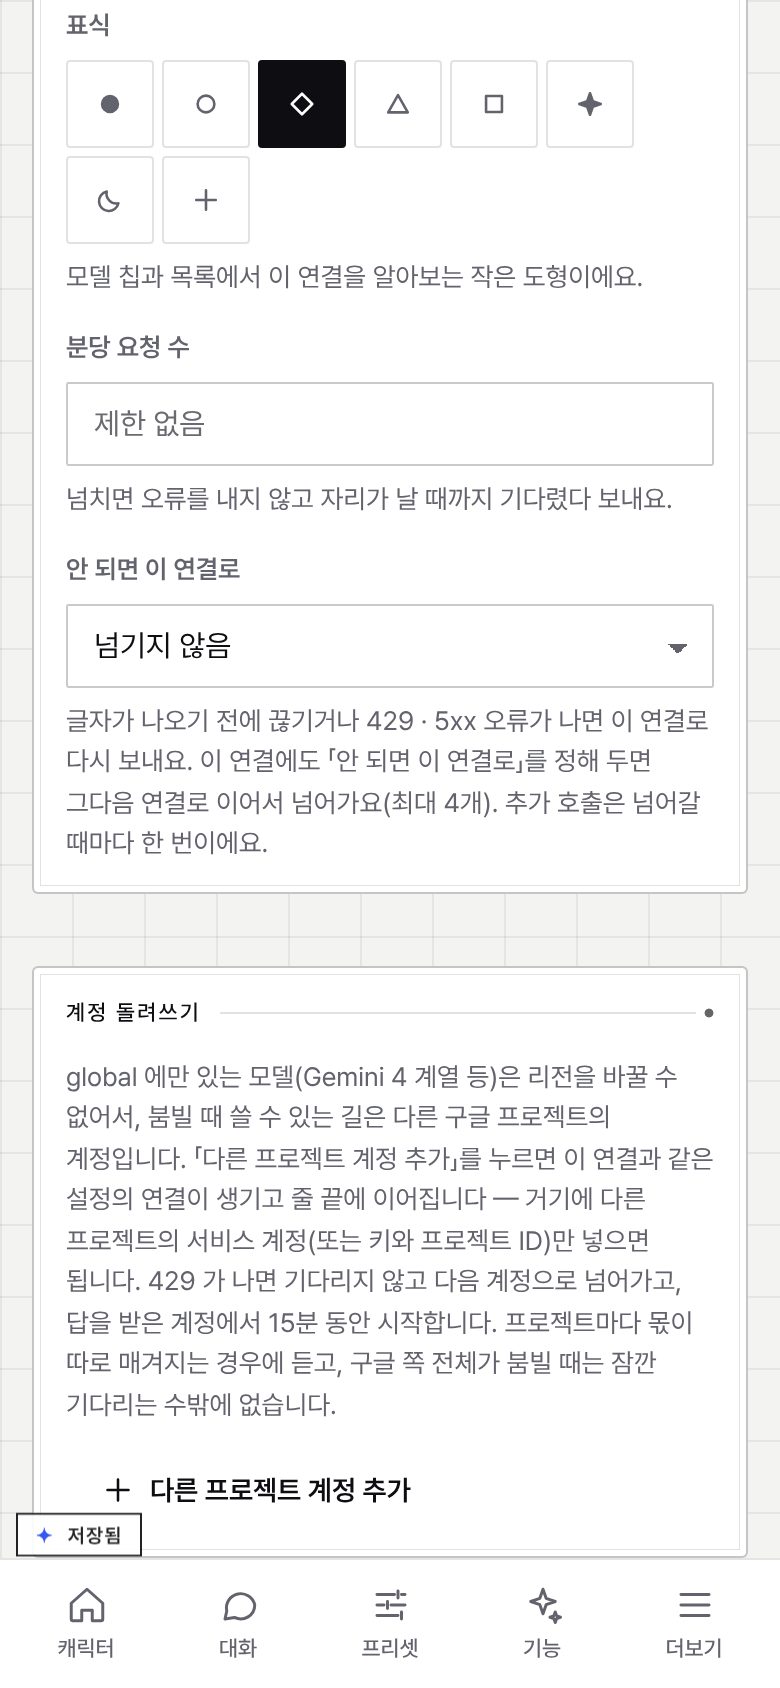 표식
모델 칩과 목록에서 이 연결을 알아보는 작은 도형이에요.
분당 요청 수
제한 없음
넘치면 오류를 내지 않고 자리가 날 때까지 기다렸다 보내요.
안 되면 이 연결로
넘기지 않음
글자가 나오기 전에 끊기거나 429 · 5xx 오류가 나면 이 연결로
다시 보내요. 이 연결에도 「안 되면 이 연결로」를 정해 두면
그다음 연결로 이어서 넘어가요(최대 4개). 추가 호출은 넘어갈
때마다 한 번이에요.
계정 돌려쓰기
global 에만 있는 모델(Gemini 4 계열 등)은 리전을 바꿀 수
없어서, 붐빌 때 쓸 수 있는 길은 다른 구글 프로젝트의
계정입니다. 「다른 프로젝트 계정 추가」를 누르면 이 연결과 같은
설정의 연결이 생기고 줄 끝에 이어집니다 — 거기에 다른
프로젝트의 서비스 계정(또는 키와 프로젝트 ID)만 넣으면
됩니다. 429 가 나면 기다리지 않고 다음 계정으로 넘어가고,
답을 받은 계정에서 15분 동안 시작합니다. 프로젝트마다 몫이
따로 매겨지는 경우에 듣고, 구글 쪽 전체가 붐빌 때는 잠깐
기다리는 수밖에 없습니다.
다른 프로젝트 계정 추가
저장됨
캐릭터 대화 프리셋 기능 더보기